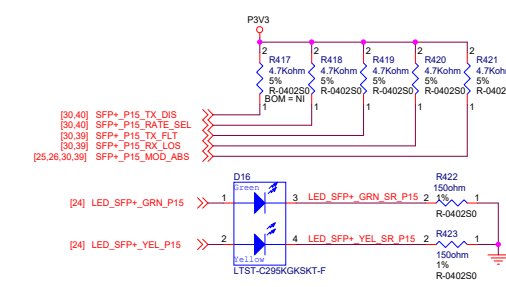 P3V3
2 2 2 2 2
R417 R418 R419 R420 R421
4.7Kohm 4.7Kohm 4.7Kohm 4.7Kohm 4.7Kohm
5% 5% 5% 5% 5%
R-0402S0 R-0402S0 R-0402S0 R-0402S0 R-0402
BOM = NI
1 1 1 1 1
[30,40] SFP+_P15_TX_DIS
[30,40] SFP+_P15_RATE_SEL
[30,39] SFP+_P15_TX_FLT
[30,39] SFP+_P15_RX_LOS
[25,26,30,39] SFP+_P15_MOD_ABS
D16
Green
R422
150ohm
[24] LED_SFP+_GRN_P15 1 3 LED_SFP+_GRN_SR_P15 2 1
1%
R-0402S0
R423
[24] LED_SFP+_YEL_P15 2 4 LED_SFP+_YEL_SR_P15 2 1
150ohm
Yellow
1%
LTST-C295KGKSKT-F
R-0402S0